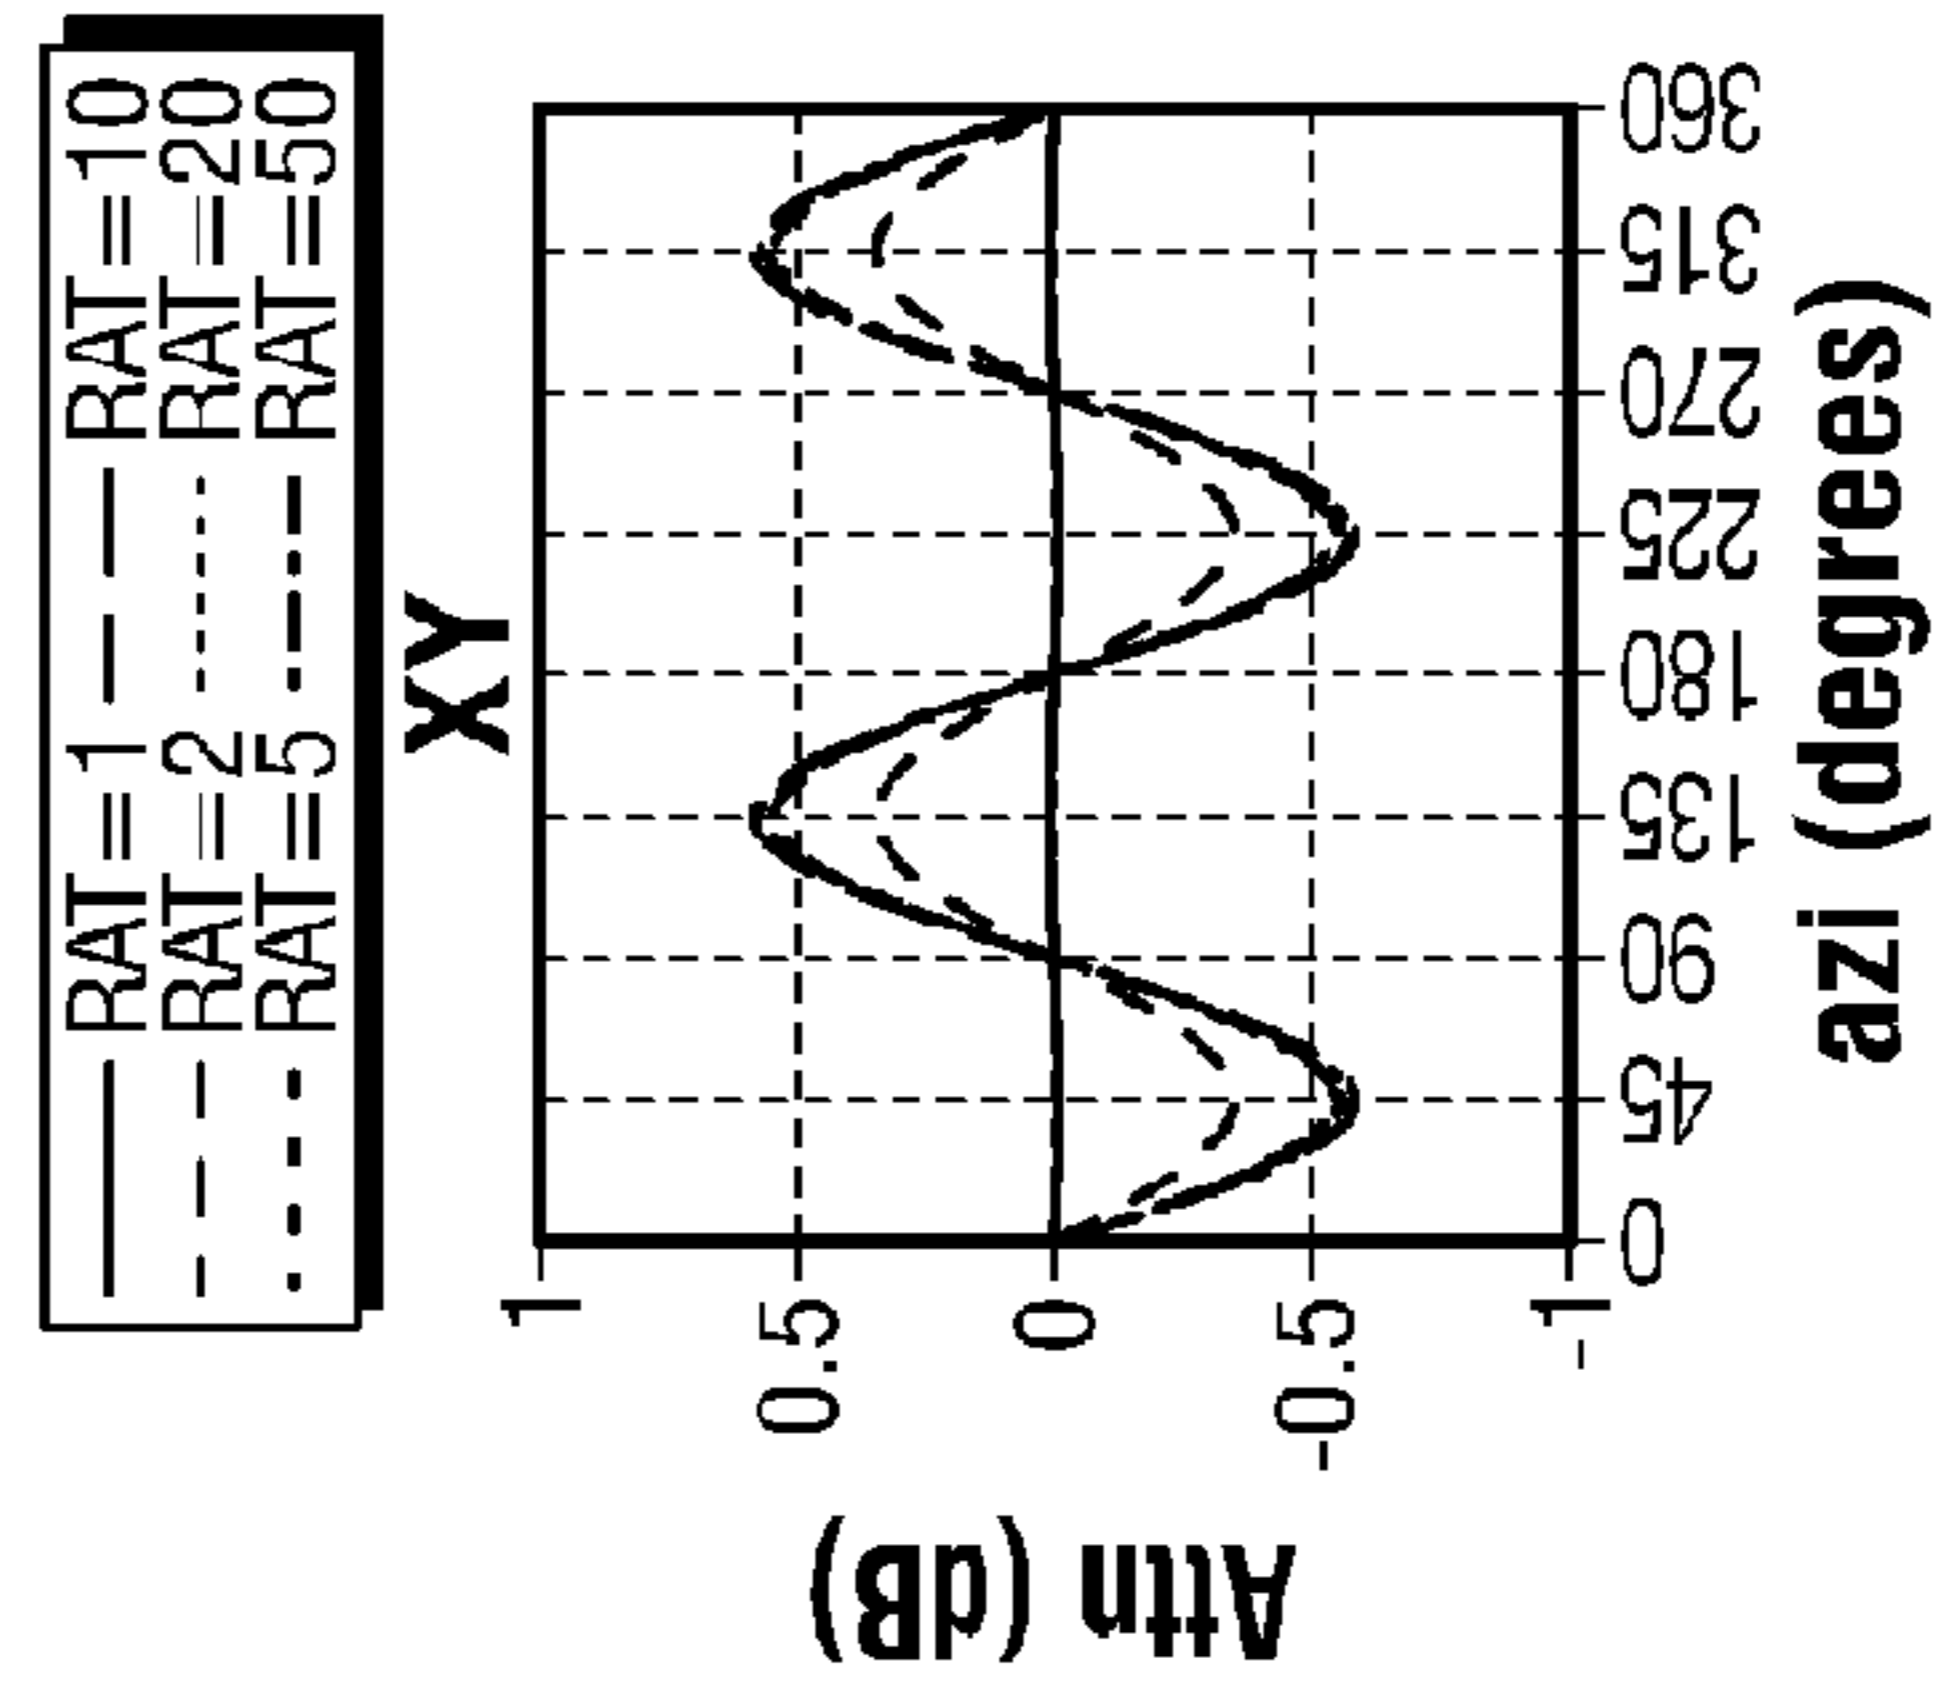 RAT=1 RAT=10
RAT=2 RAT=20
RAT=5 RAT=50
XY
Attn (dB)
1
0.5
0
-0.5
-1
0 45 90 135 180 225 270 315 360
azi (degrees)